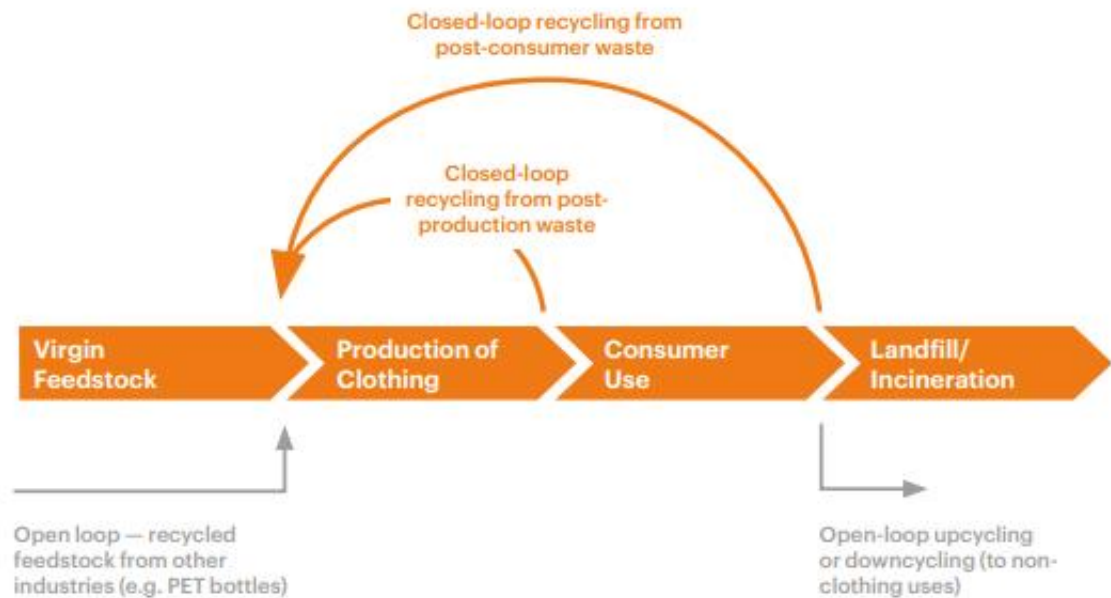 Closed-loop recycling from
post-consumer waste
Closed-loop
recycling from post-
production waste
Virgin
Feedstock
Production of
Clothing
Consumer
Use
Landfill/
Incineration
Open loop — recycled
feedstock from other
industries (e.g. PET bottles)
Open-loop upcycling
or downcycling (to non-
clothing uses)